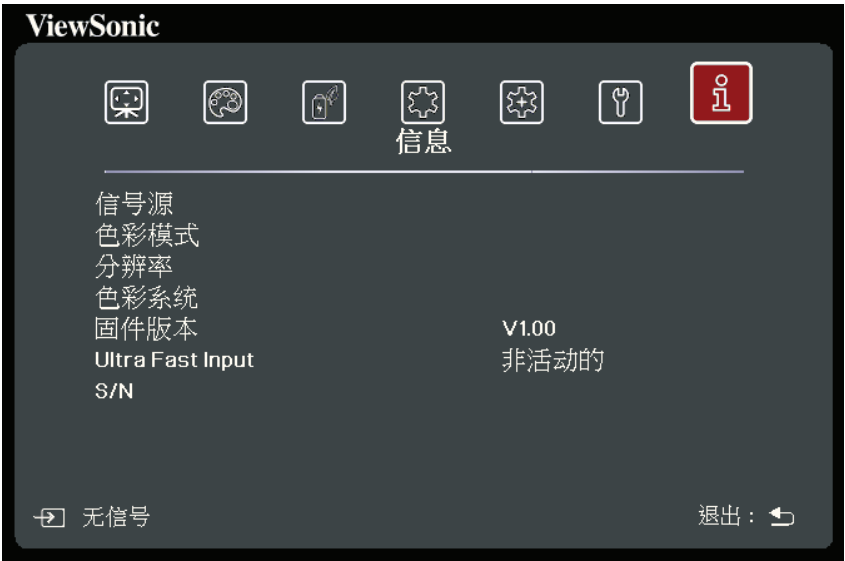 ViewSonic
信息
信号源
色彩模式
分辨率
色彩系统
固件版本 V1.00
Ultra Fast Input 非活动的
S/N
无信号 退出：